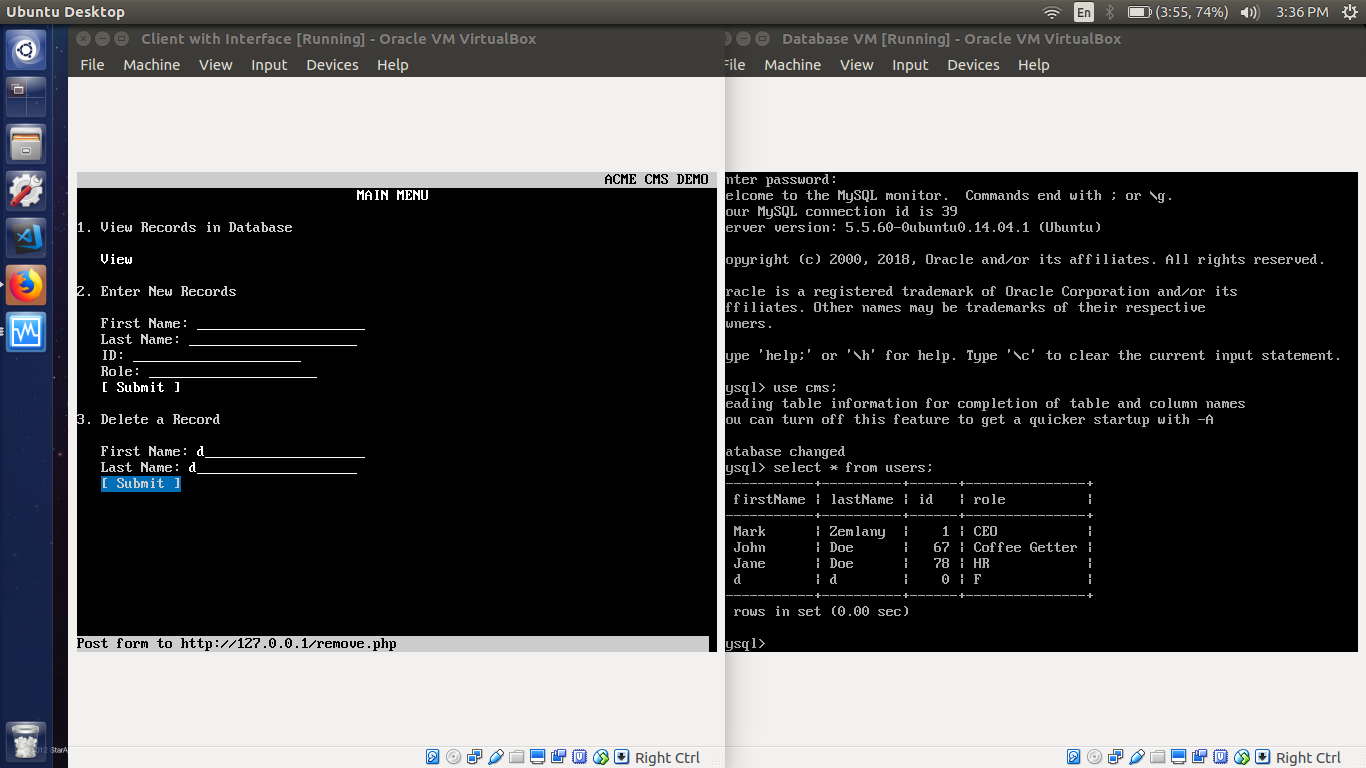 Ubuntu Desktop
En
(3:55, 74%)
3:36 PM
Client with Interface [Running] - Oracle VM VirtualBox
File Machine View Input Devices Help
ACME CMS DEMO
MAIN MENU
1. View Records in Database
View
2. Enter New Records
First Name: ____________________
Last Name: ____________________
ID: ____________________
Role: ____________________
[ Submit ]
3. Delete a Record
First Name: d____________________
Last Name: d____________________
[ Submit ]
Post form to http://127.0.0.1/remove.php
Right Ctrl
Database VM [Running] - Oracle VM VirtualBox
ile Machine View Input Devices Help
nter password:
elcome to the MySQL monitor.  Commands end with ; or \g.
our MySQL connection id is 39
erver version: 5.5.60-0ubuntu0.14.04.1 (Ubuntu)
opyright (c) 2000, 2018, Oracle and/or its affiliates. All rights reserved.
racle is a registered trademark of Oracle Corporation and/or its
ffiliates. Other names may be trademarks of their respective
wners.
ype 'help;' or '\h' for help. Type '\c' to clear the current input statement.
ysql> use cms;
eading table information for completion of table and column names
ou can turn off this feature to get a quicker startup with -A
atabase changed
ysql> select * from users;
-----------+----------+------+---------------+
firstName | lastName | id   | role          |
-----------+----------+------+---------------+
Mark      | Zemlany  |    1 | CEO           |
John      | Doe      |   67 | Coffee Getter |
Jane      | Doe      |   78 | HR            |
d         | d        |    0 | F             |
-----------+----------+------+---------------+
rows in set (0.00 sec)
ysql>
Right Ctrl